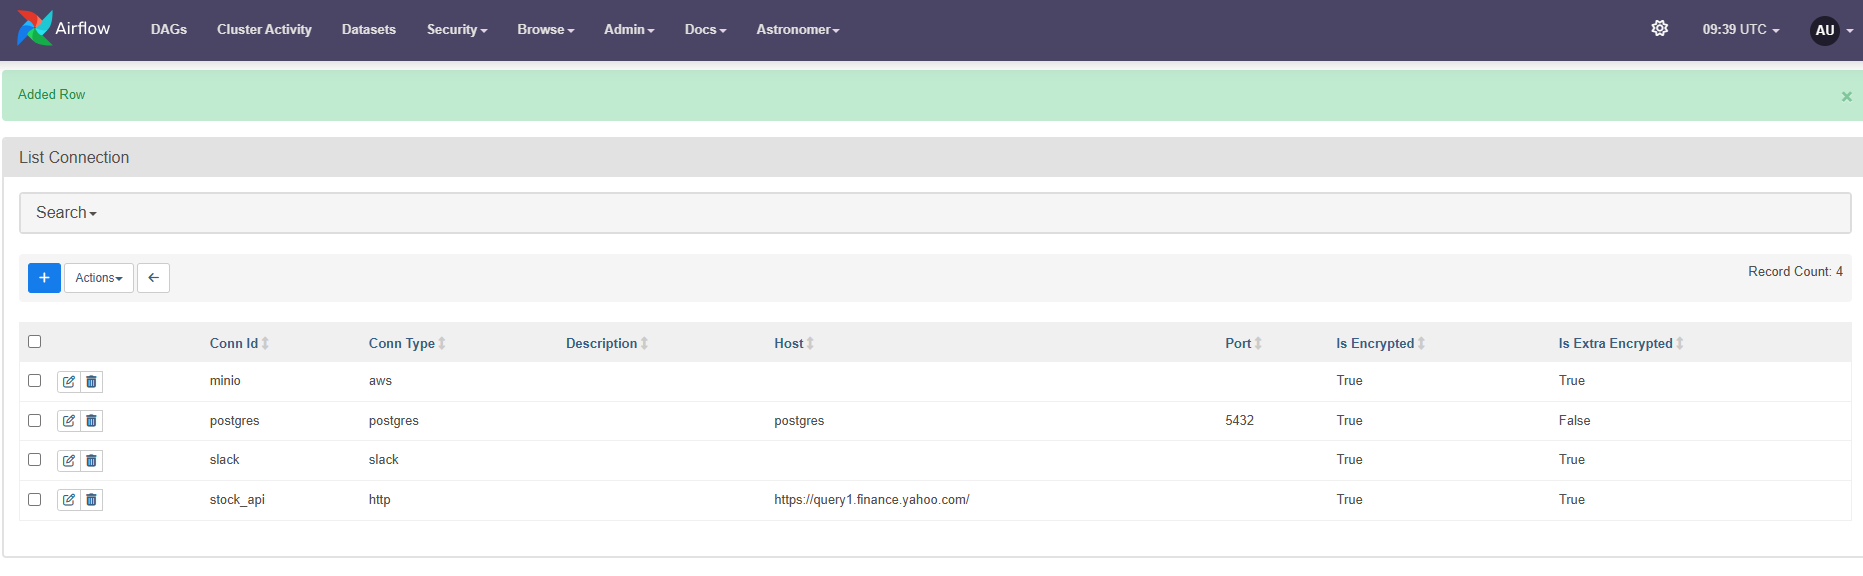 Airflow DAGs Cluster Activity Datasets Security Browse Admin Docs Astronomer 09:39 UTC AU
Added Row ×
List Connection
Search
+ Actions Record Count: 4
Conn Id Conn Type Description Host Port Is Encrypted Is Extra Encrypted
minio aws True True
postgres postgres postgres 5432 True False
slack slack True True
stock_api http https://query1.finance.yahoo.com/ True True